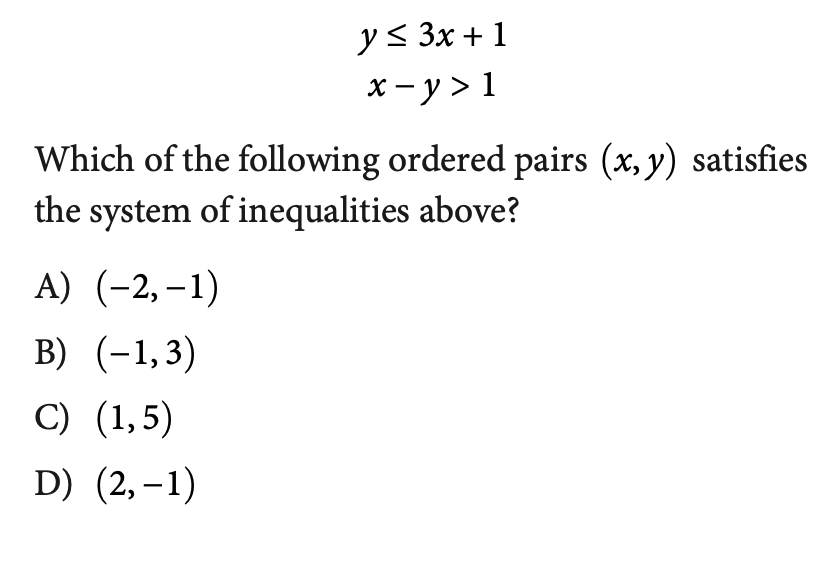 y ≤ 3x + 1
x − y > 1
Which of the following ordered pairs (x, y) satisfies
the system of inequalities above?
A) (−2, −1)
B) (−1, 3)
C) (1, 5)
D) (2, −1)